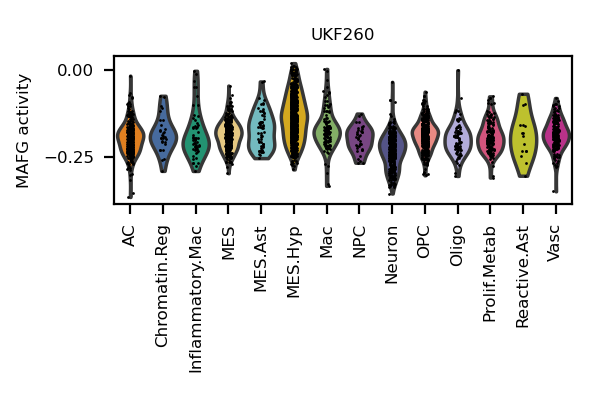 UKF260
MAFG activity
0.00
−0.25
AC
Chromatin.Reg
Inflammatory.Mac
MES
MES.Ast
MES.Hyp
Mac
NPC
Neuron
OPC
Oligo
Prolif.Metab
Reactive.Ast
Vasc